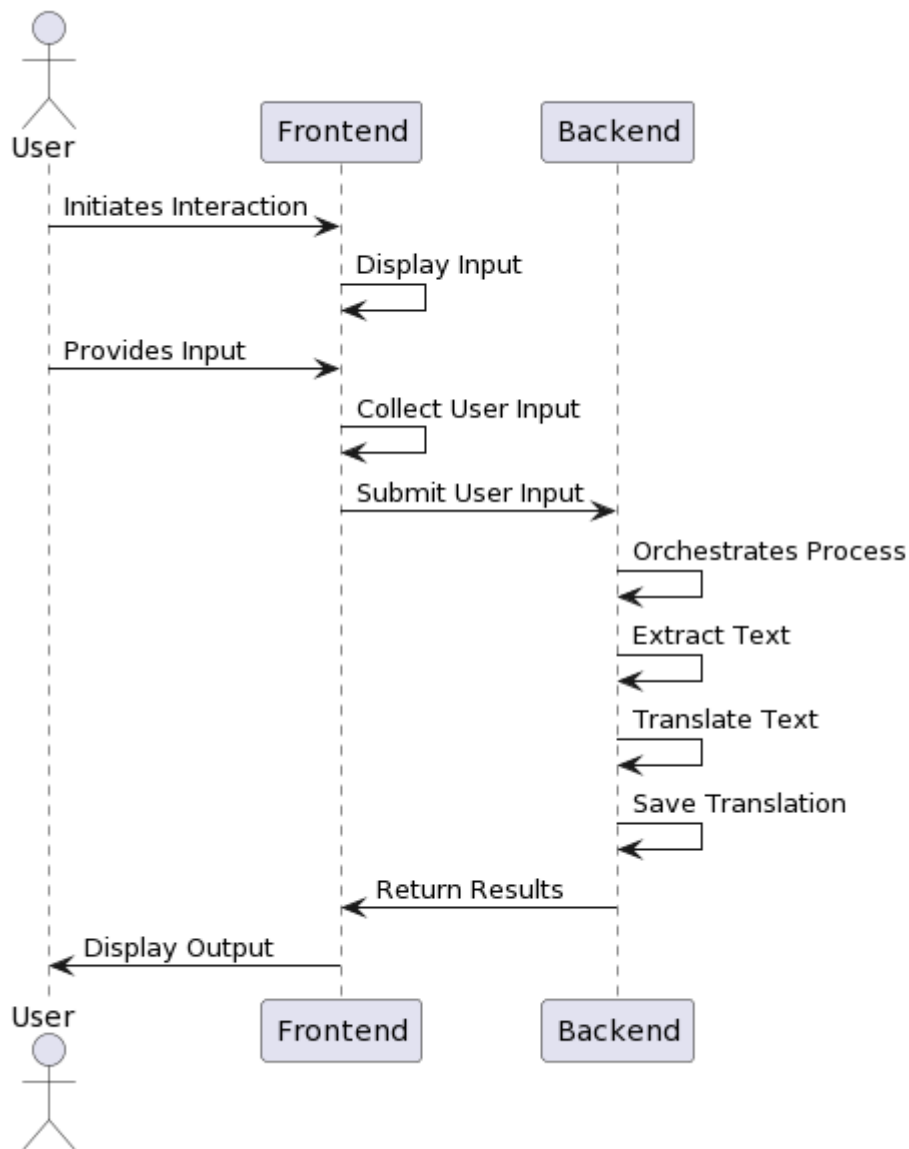 User
Frontend
Backend
Initiates Interaction
Display Input
Provides Input
Collect User Input
Submit User Input
Orchestrates Process
Extract Text
Translate Text
Save Translation
Return Results
Display Output
User
Frontend
Backend